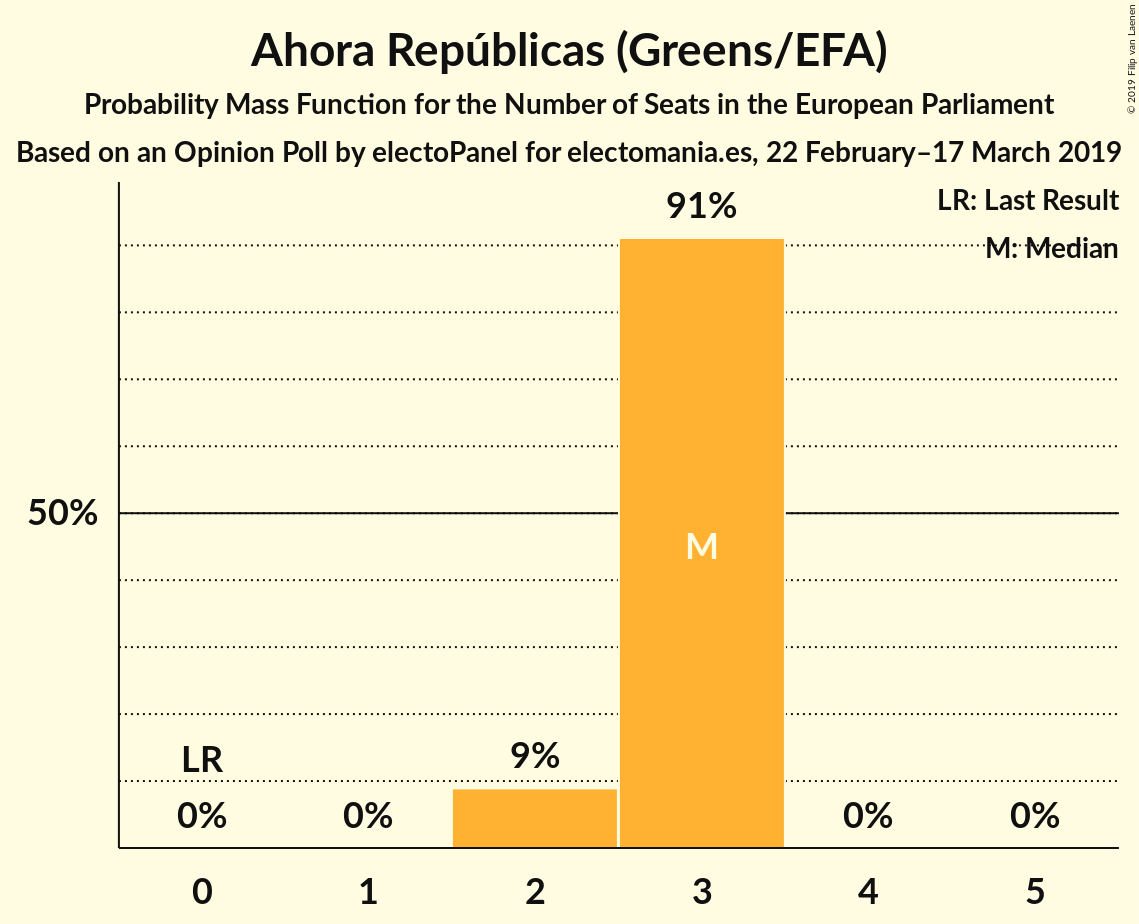 Ahora Repúblicas (Greens/EFA)
Probability Mass Function for the Number of Seats in the European Parliament
Based on an Opinion Poll by electoPanel for electomania.es, 22 February–17 March 2019
© 2019 Filip van Laenen
LR: Last Result
M: Median
91%
50%
M
LR
9%
0% 0% 0% 0%
0 1 2 3 4 5